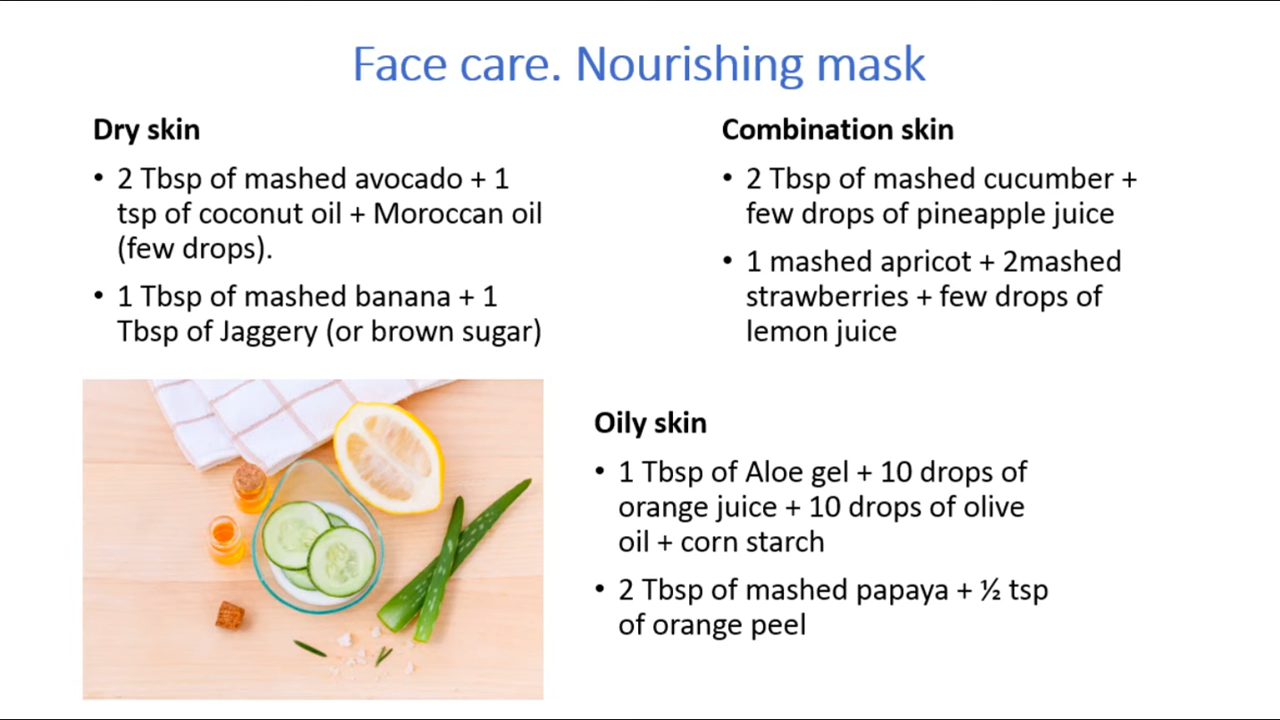 Face care. Nourishing mask
Dry skin
• 2 Tbsp of mashed avocado + 1
tsp of coconut oil + Moroccan oil
(few drops).
• 1 Tbsp of mashed banana + 1
Tbsp of Jaggery (or brown sugar)
Combination skin
• 2 Tbsp of mashed cucumber +
few drops of pineapple juice
• 1 mashed apricot + 2mashed
strawberries + few drops of
lemon juice
Oily skin
• 1 Tbsp of Aloe gel + 10 drops of
orange juice + 10 drops of olive
oil + corn starch
• 2 Tbsp of mashed papaya + ½ tsp
of orange peel